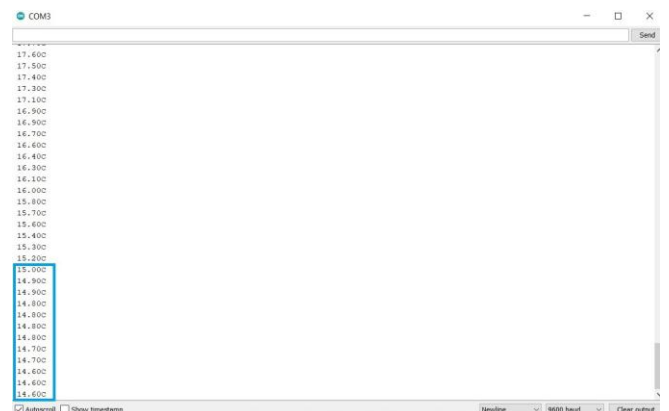 COM3
Send
17.60C
17.50C
17.40C
17.30C
17.10C
16.90C
16.90C
16.70C
16.60C
16.40C
16.30C
16.10C
16.00C
15.80C
15.70C
15.60C
15.40C
15.30C
15.20C
15.00C
14.90C
14.90C
14.80C
14.80C
14.80C
14.80C
14.70C
14.70C
14.60C
14.60C
14.60C
Autoscroll Show timestamp Newline 9600 baud Clear output